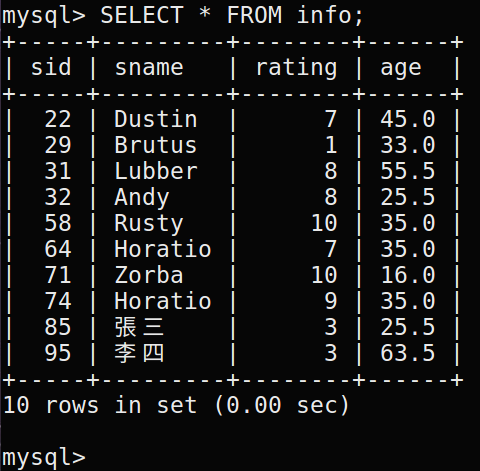 mysql> SELECT * FROM info;
+-----+---------+--------+------+
| sid | sname   | rating | age  |
+-----+---------+--------+------+
|  22 | Dustin  |      7 | 45.0 |
|  29 | Brutus  |      1 | 33.0 |
|  31 | Lubber  |      8 | 55.5 |
|  32 | Andy    |      8 | 25.5 |
|  58 | Rusty   |     10 | 35.0 |
|  64 | Horatio |      7 | 35.0 |
|  71 | Zorba   |     10 | 16.0 |
|  74 | Horatio |      9 | 35.0 |
|  85 | 張三    |      3 | 25.5 |
|  95 | 李四    |      3 | 63.5 |
+-----+---------+--------+------+
10 rows in set (0.00 sec)
mysql>